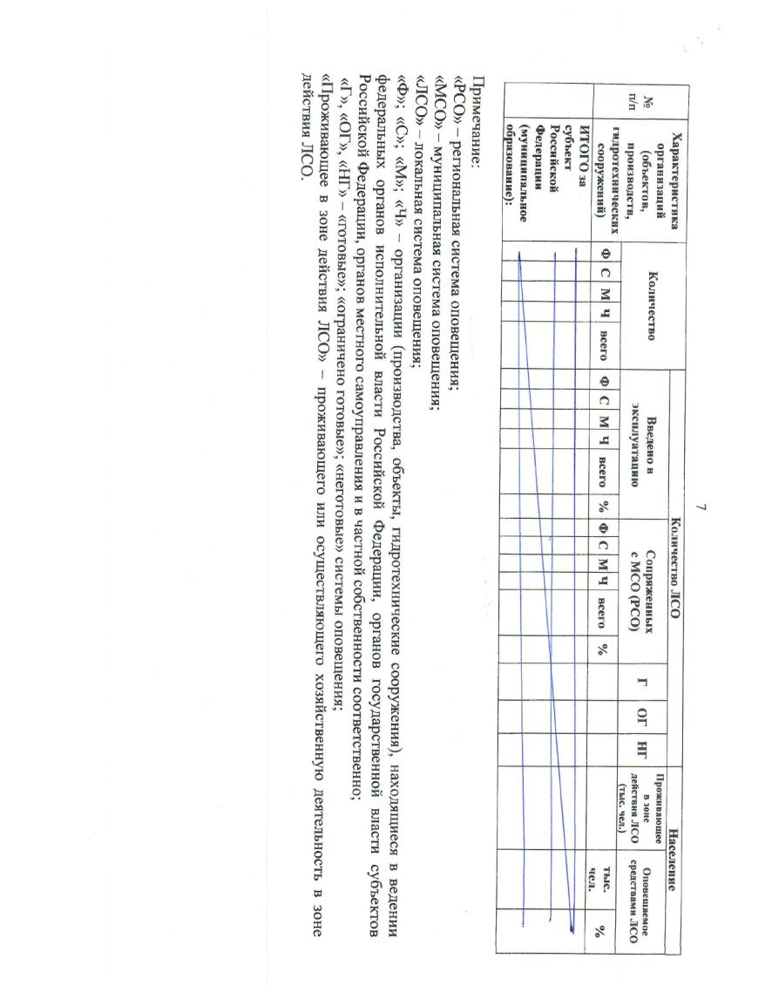 7
№
п/п
Характеристика
организаций
(объектов,
производств,
гидротехнических
сооружений)
Количество
Количество ЛСО
Население
Введено в
эксплуатацию
Сопряженных
с МСО (РСО)
Г
ОГ
НГ
Проживающее
в зоне
действия ЛСО
(тыс. чел.)
Оповещаемое
средствами ЛСО
Ф С М Ч всего Ф С М Ч всего % Ф С М Ч всего %
тыс.
чел.
%
ИТОГО за
субъект
Российской
Федерации
(муниципальное
образование):
Примечание:
«РСО» – региональная система оповещения;
«МСО» – муниципальная система оповещения;
«ЛСО» – локальная система оповещения;
«Ф»; «С»; «М»; «Ч» – организации (производства, объекты, гидротехнические сооружения), находящиеся в ведении
федеральных органов исполнительной власти Российской Федерации, органов государственной власти субъектов
Российской Федерации, органов местного самоуправления и в частной собственности соответственно;
«Г», «ОГ», «НГ» – «готовые»; «ограничено готовые»; «неготовые» системы оповещения;
«Проживающее в зоне действия ЛСО» – проживающего или осуществляющего хозяйственную деятельность в зоне
действия ЛСО.